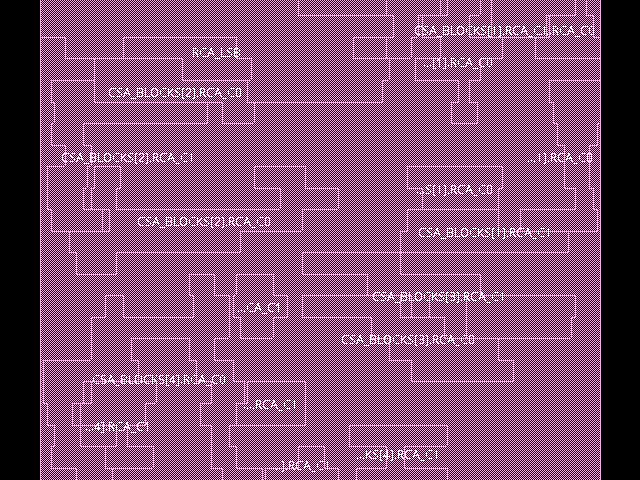 CSA_BLOCKS[1].RCA_C1.RCA_C1
RCA_LSB
...[1].RCA_C0
CSA_BLOCKS[2].RCA_C0
CSA_BLOCKS[2].RCA_C1
...1].RCA_C0
...S[1].RCA_C0
CSA_BLOCKS[2].RCA_C0
CSA_BLOCKS[1].RCA_C1
CSA_BLOCKS[3].RCA_C1
...CA_C1
CSA_BLOCKS[3].RCA_C0
CSA_BLOCKS[4].RCA_C0
...RCA_C
...4].RCA_C1
...KS[4].RCA_C1
...].RCA_C